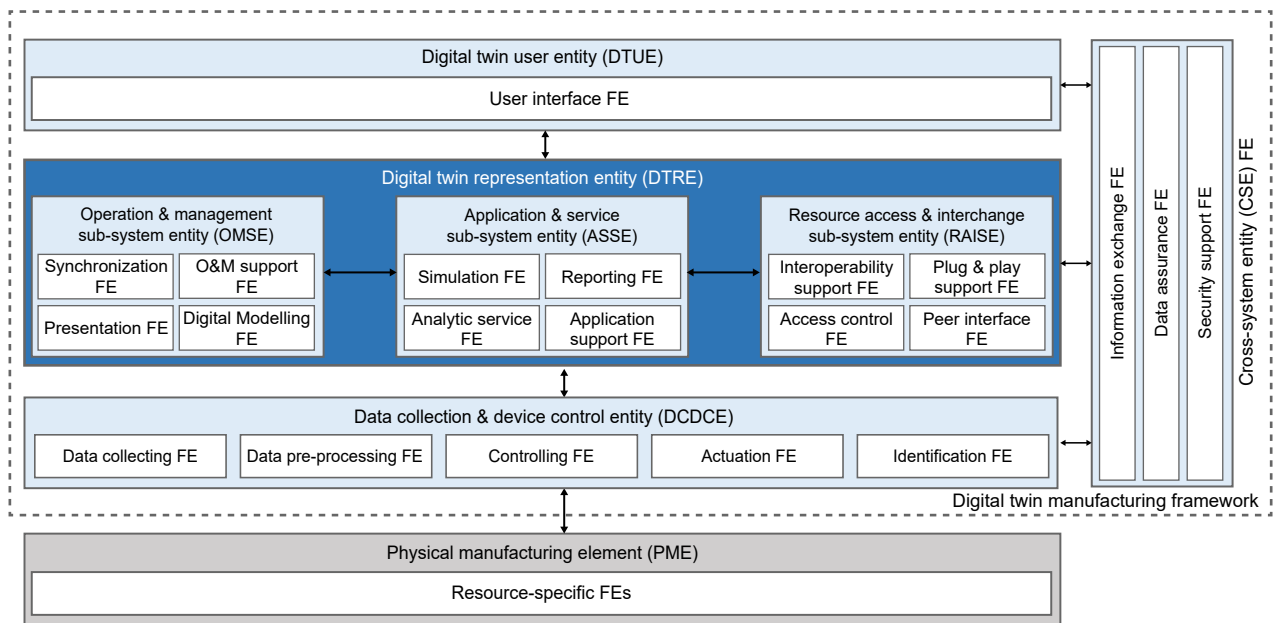 Digital twin user entity (DTUE)
User interface FE
Digital twin representation entity (DTRE)
Operation & management
sub-system entity (OMSE)
Synchronization
FE
O&M support
FE
Presentation FE
Digital Modelling
FE
Application & service
sub-system entity (ASSE)
Simulation FE
Reporting FE
Analytic service
FE
Application
support FE
Resource access & interchange
sub-system entity (RAISE)
Interoperability
support FE
Plug & play
support FE
Access control
FE
Peer interface
FE
Data collection & device control entity (DCDCE)
Data collecting FE
Data pre-processing FE
Controlling FE
Actuation FE
Identification FE
Information exchange FE
Data assurance FE
Security support FE
Cross-system entity (CSE) FE
Digital twin manufacturing framework
Physical manufacturing element (PME)
Resource-specific FEs